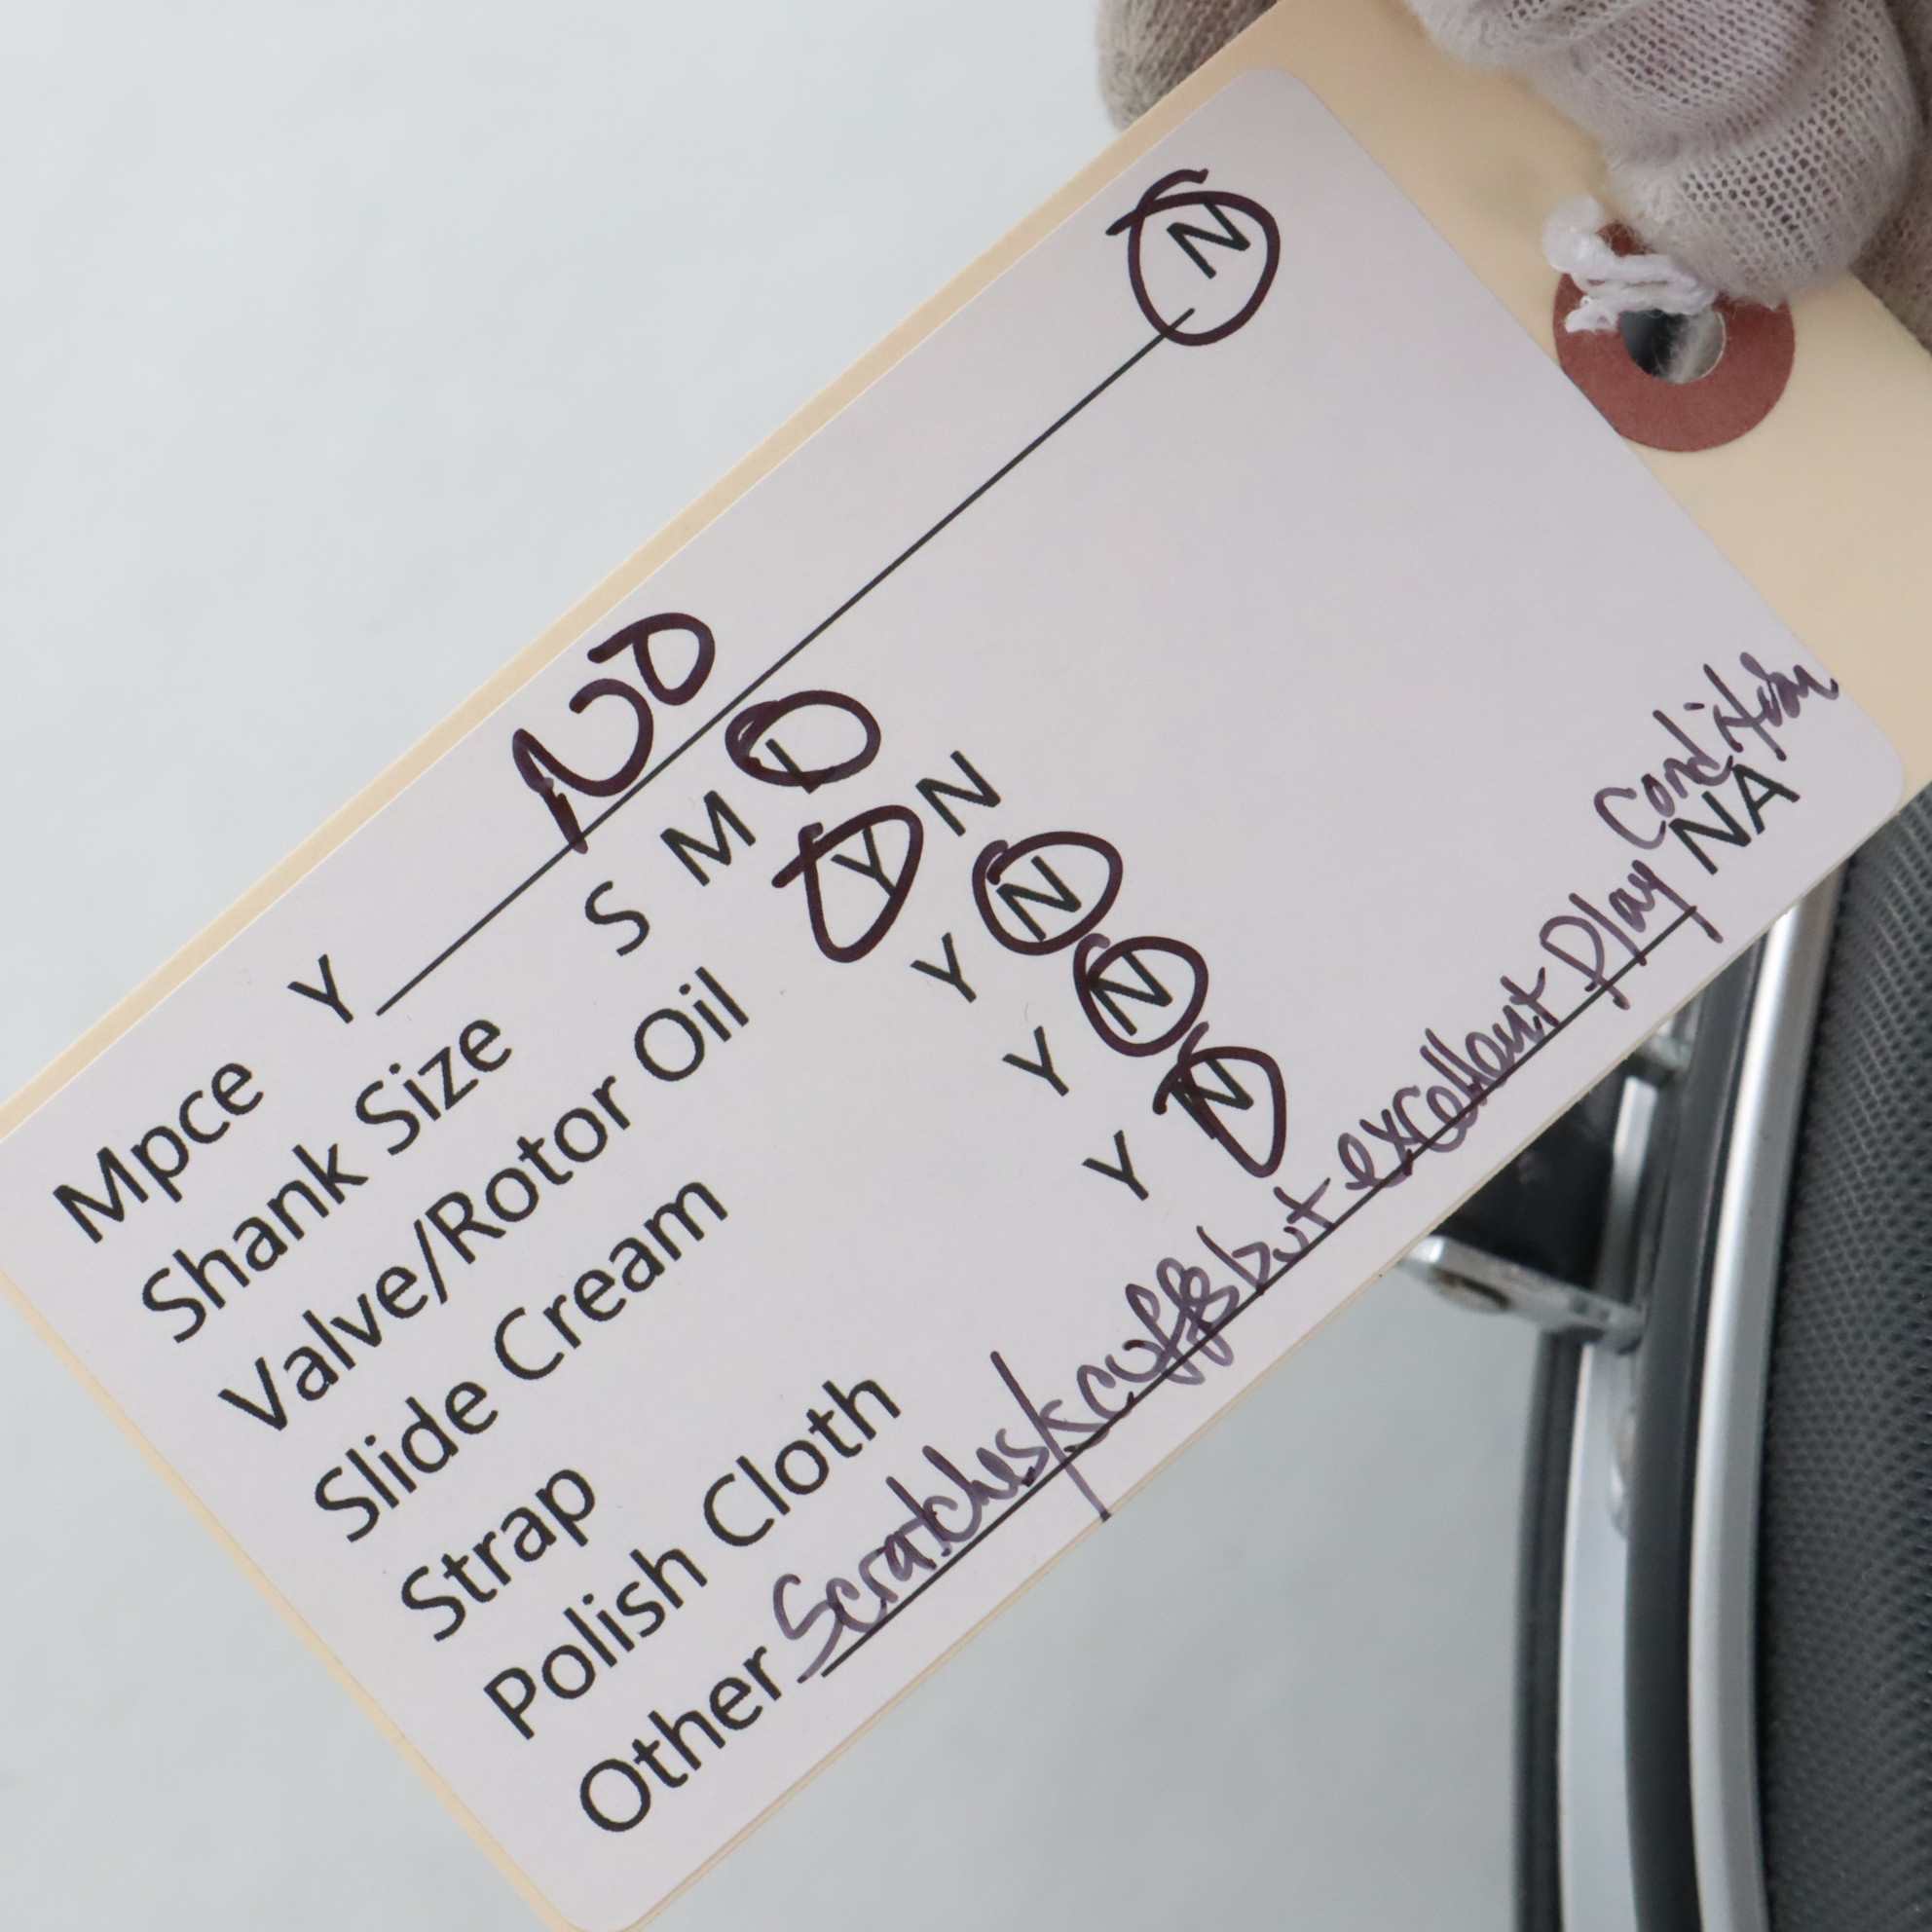 Mpce Y No N
Shank Size S M L
Valve/Rotor Oil Y N
Slide Cream Y N
Strap Y N
Polish Cloth Y N
Other Scratches/scuffs but excellent Play Condition NA